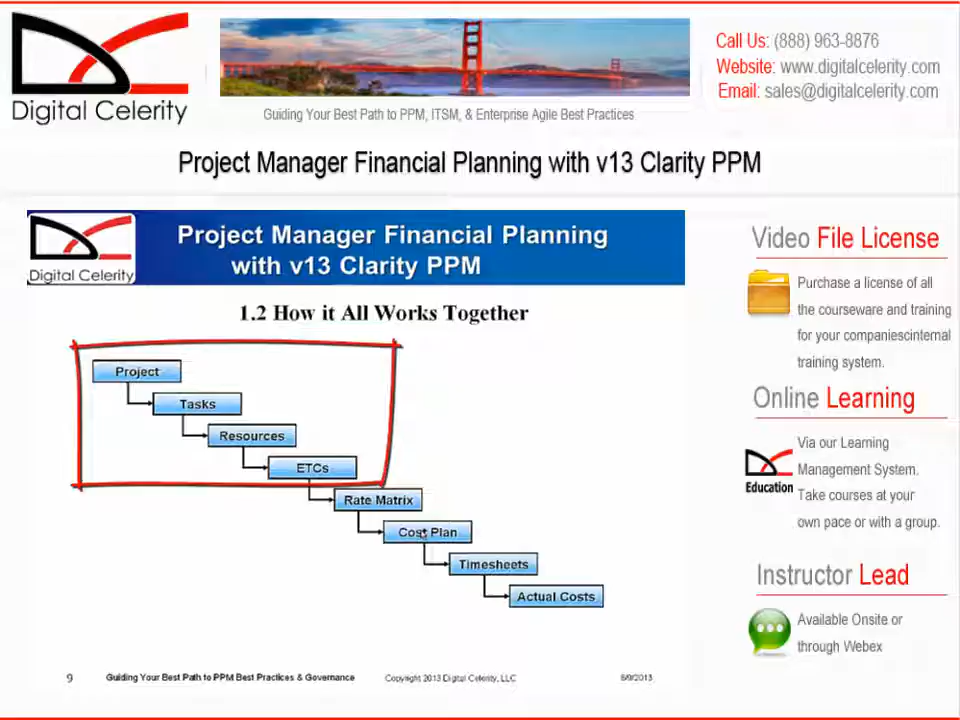 Digital Celerity
Guiding Your Best Path to PPM, ITSM, & Enterprise Agile Best Practices
Call Us: (888) 963-8876
Website: www.digitalcelerity.com
Email: sales@digitalcelerity.com
Project Manager Financial Planning with v13 Clarity PPM
Digital Celerity
Project Manager Financial Planning
with v13 Clarity PPM
1.2 How it All Works Together
Project
Tasks
Resources
ETCs
Rate Matrix
Cost Plan
Timesheets
Actual Costs
9
Guiding Your Best Path to PPM Best Practices & Governance
Copyright 2013 Digital Celerity, LLC
6/9/2013
Video File License
Purchase a license of all
the courseware and training
for your companiescinternal
training system.
Online Learning
Education
Via our Learning
Management System.
Take courses at your
own pace or with a group.
Instructor Lead
Available Onsite or
through Webex